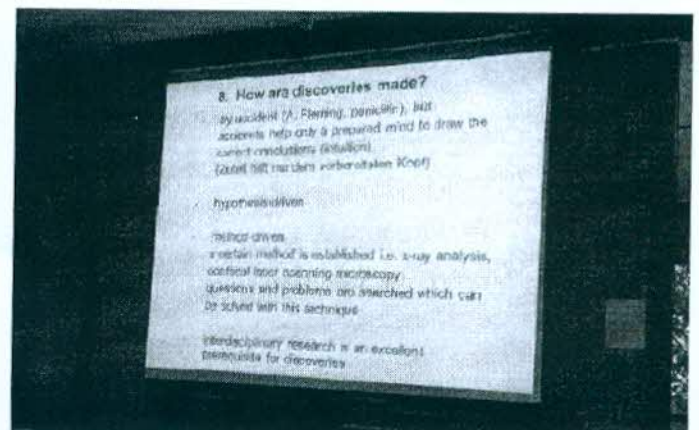 8. How are discoveries made?
by accident (A. Fleming, penicillin), but
accidents help only a prepared mind to draw the
correct conclusions (intuition)
(Zufall hilft nur dem vorbereiteten Kopf)
- hypothesis driven
- method driven
a certain method is established i.e. x-ray analysis,
confocal laser scanning microscopy
questions and problems are searched which can
be solved with this technique
interdisciplinary research is an excellent
prerequisite for discoveries